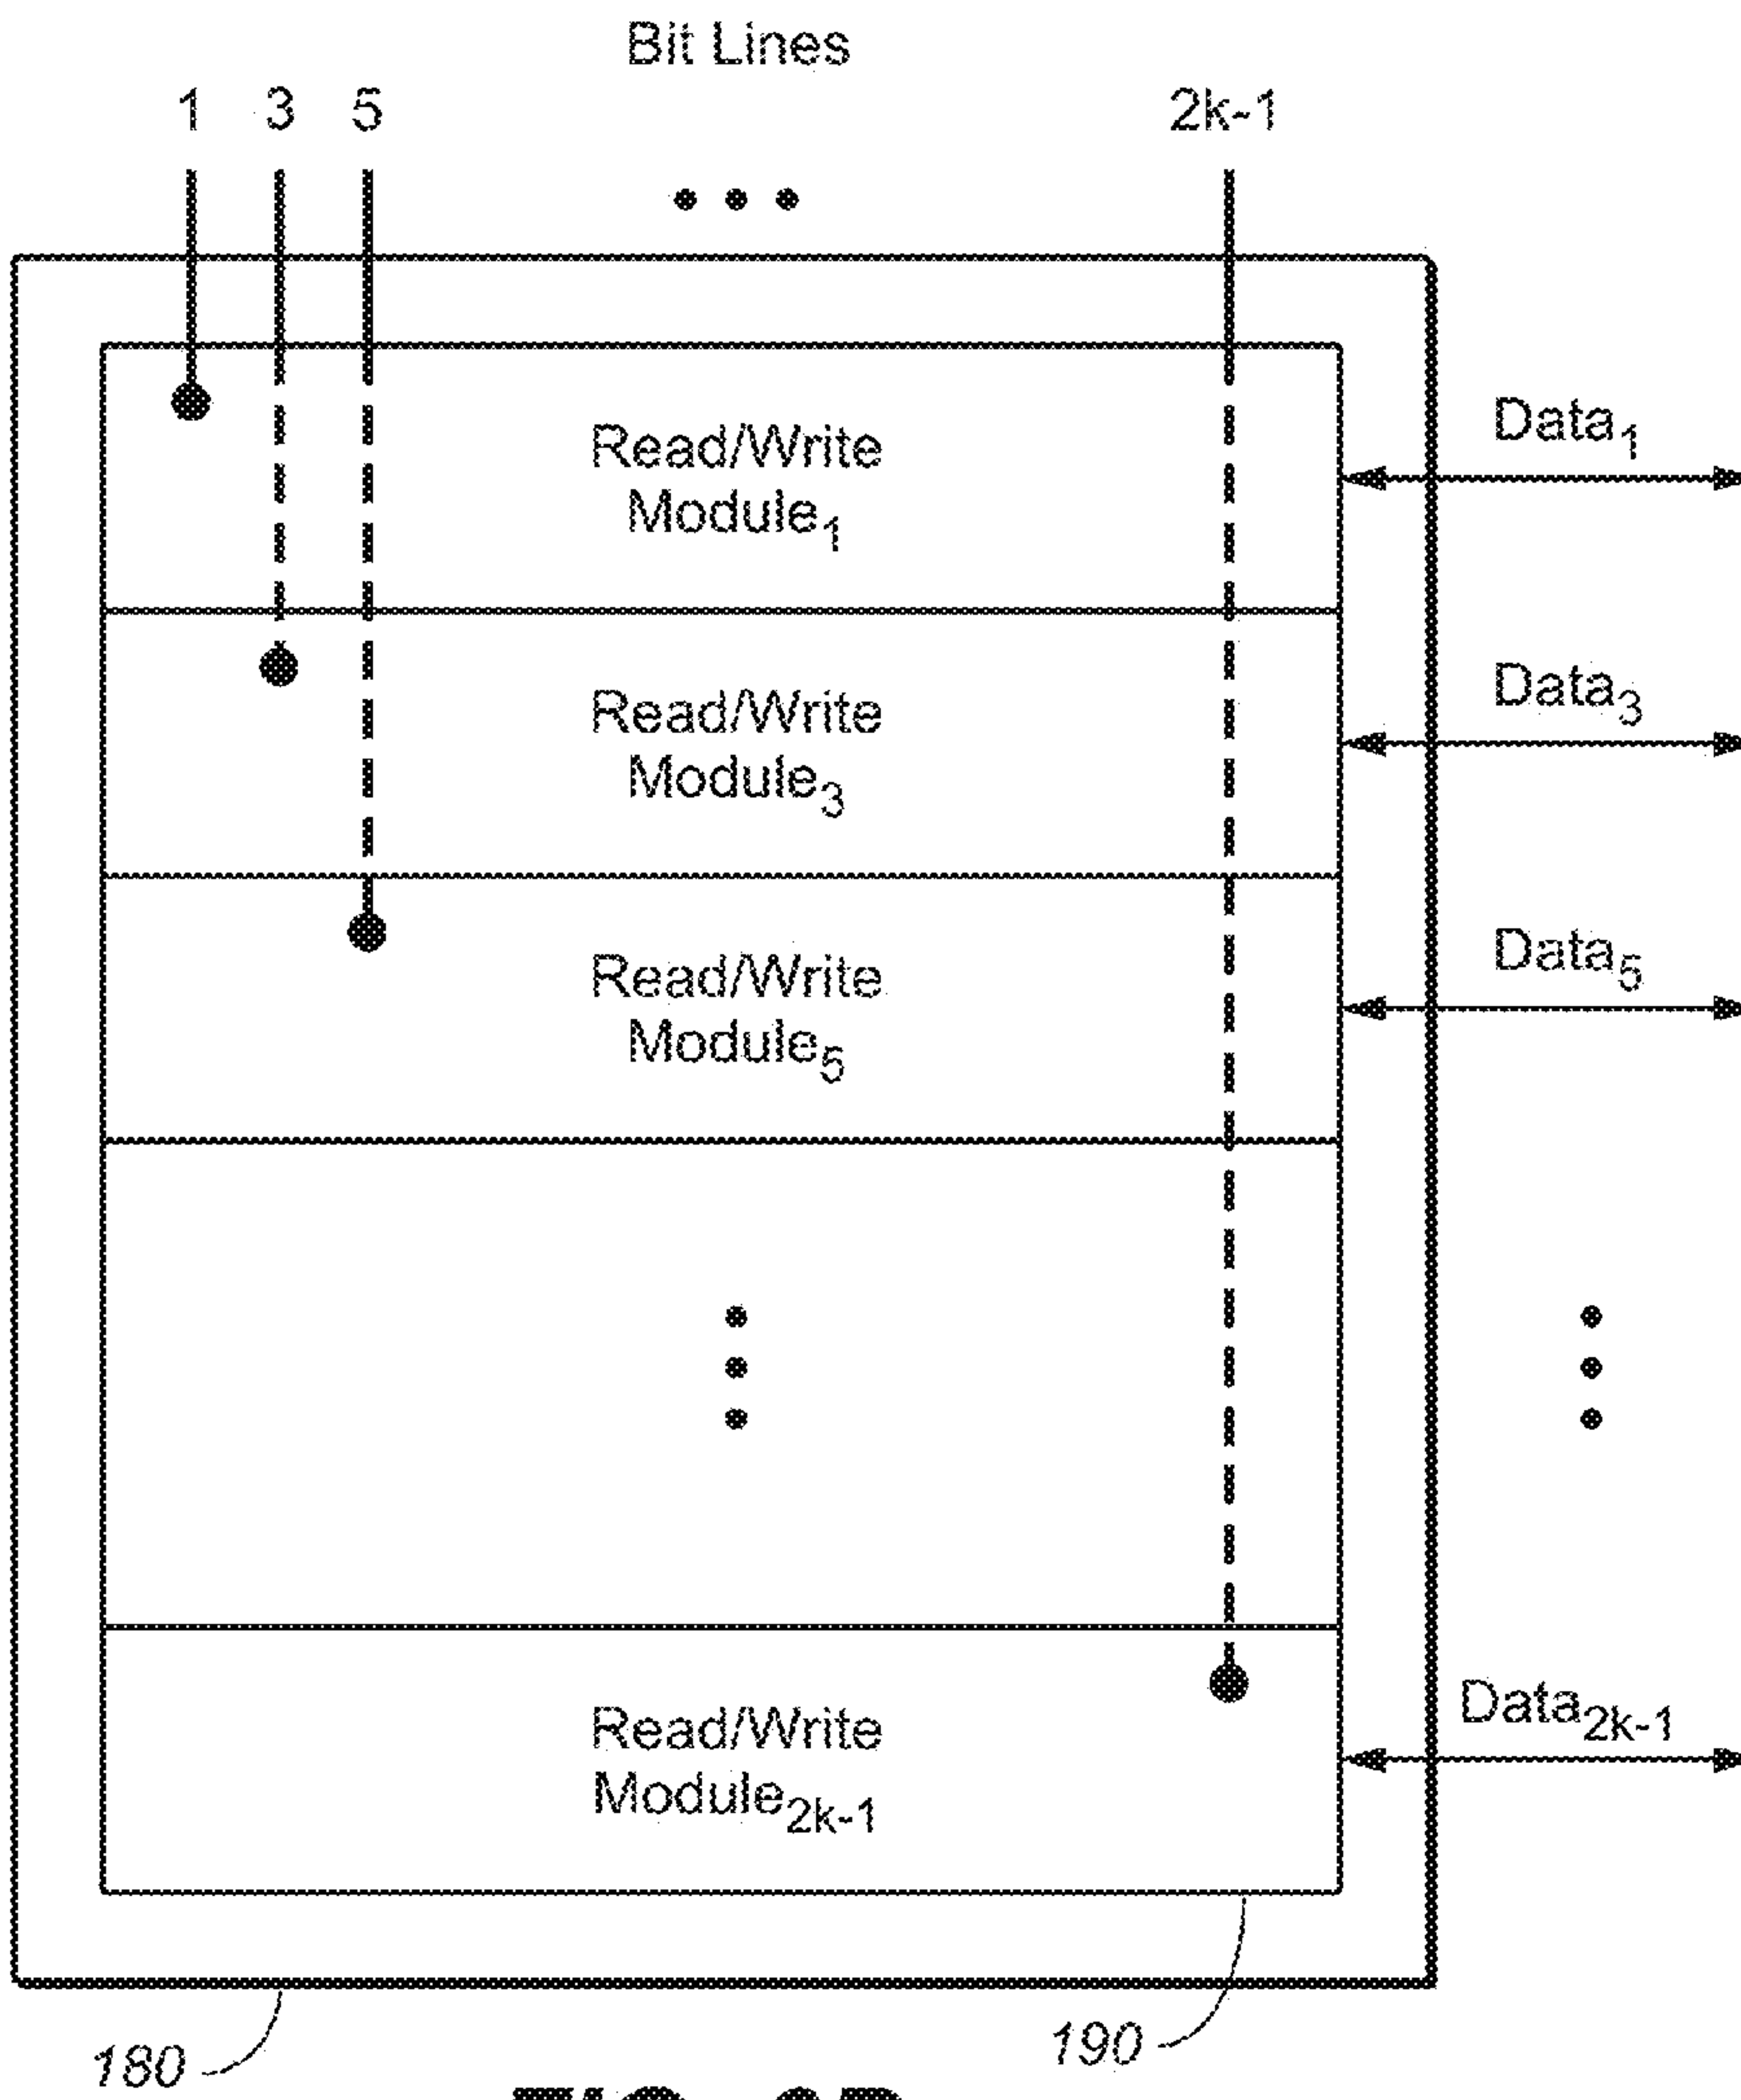 Bit Lines
1 3 5 2k-1
Read/Write
Module₁
Data₁
Read/Write
Module₃
Data₃
Read/Write
Module₅
Data₅
Read/Write
Module₂ₖ₋₁
Data₂ₖ₋₁
180
190